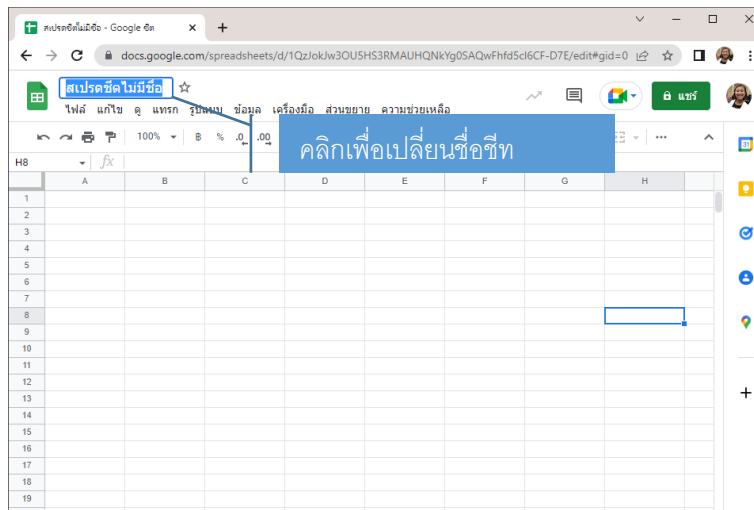 สเปรดชีตไม่มีชื่อ - Google ชีต
docs.google.com/spreadsheets/d/1QzJokJw3OU5HS3RMAUHQNkYg0SAQwFhfd5cI6CF-D7E/edit#gid=0
สเปรดชีตไม่มีชื่อ
ไฟล์ แก้ไข ดู แทรก รูปแบบ ข้อมูล เครื่องมือ ส่วนขยาย ความช่วยเหลือ
แชร์
100% ฿ % .0 .00
คลิกเพื่อเปลี่ยนชื่อชีท
31
H8 fx
A B C D E F G H
1
2
3
4
5
6
7
8
9
10
11
12
13
14
15
16
17
18
19